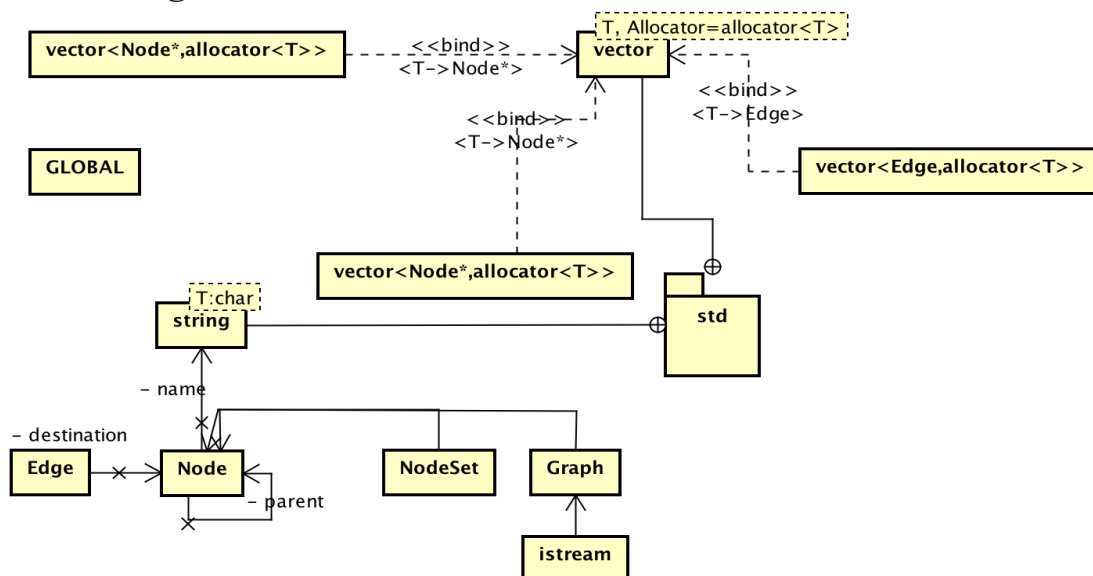 T, Allocator=allocator<T>
vector<Node*,allocator<T>>
<<bind>>
<T->Node*>
vector
<<bind>>
<T->Edge>
<<bind>>
<T->Node*>
GLOBAL
vector<Edge,allocator<T>>
vector<Node*,allocator<T>>
T:char
string
std
- name
- destination
Edge
Node
NodeSet
Graph
- parent
istream